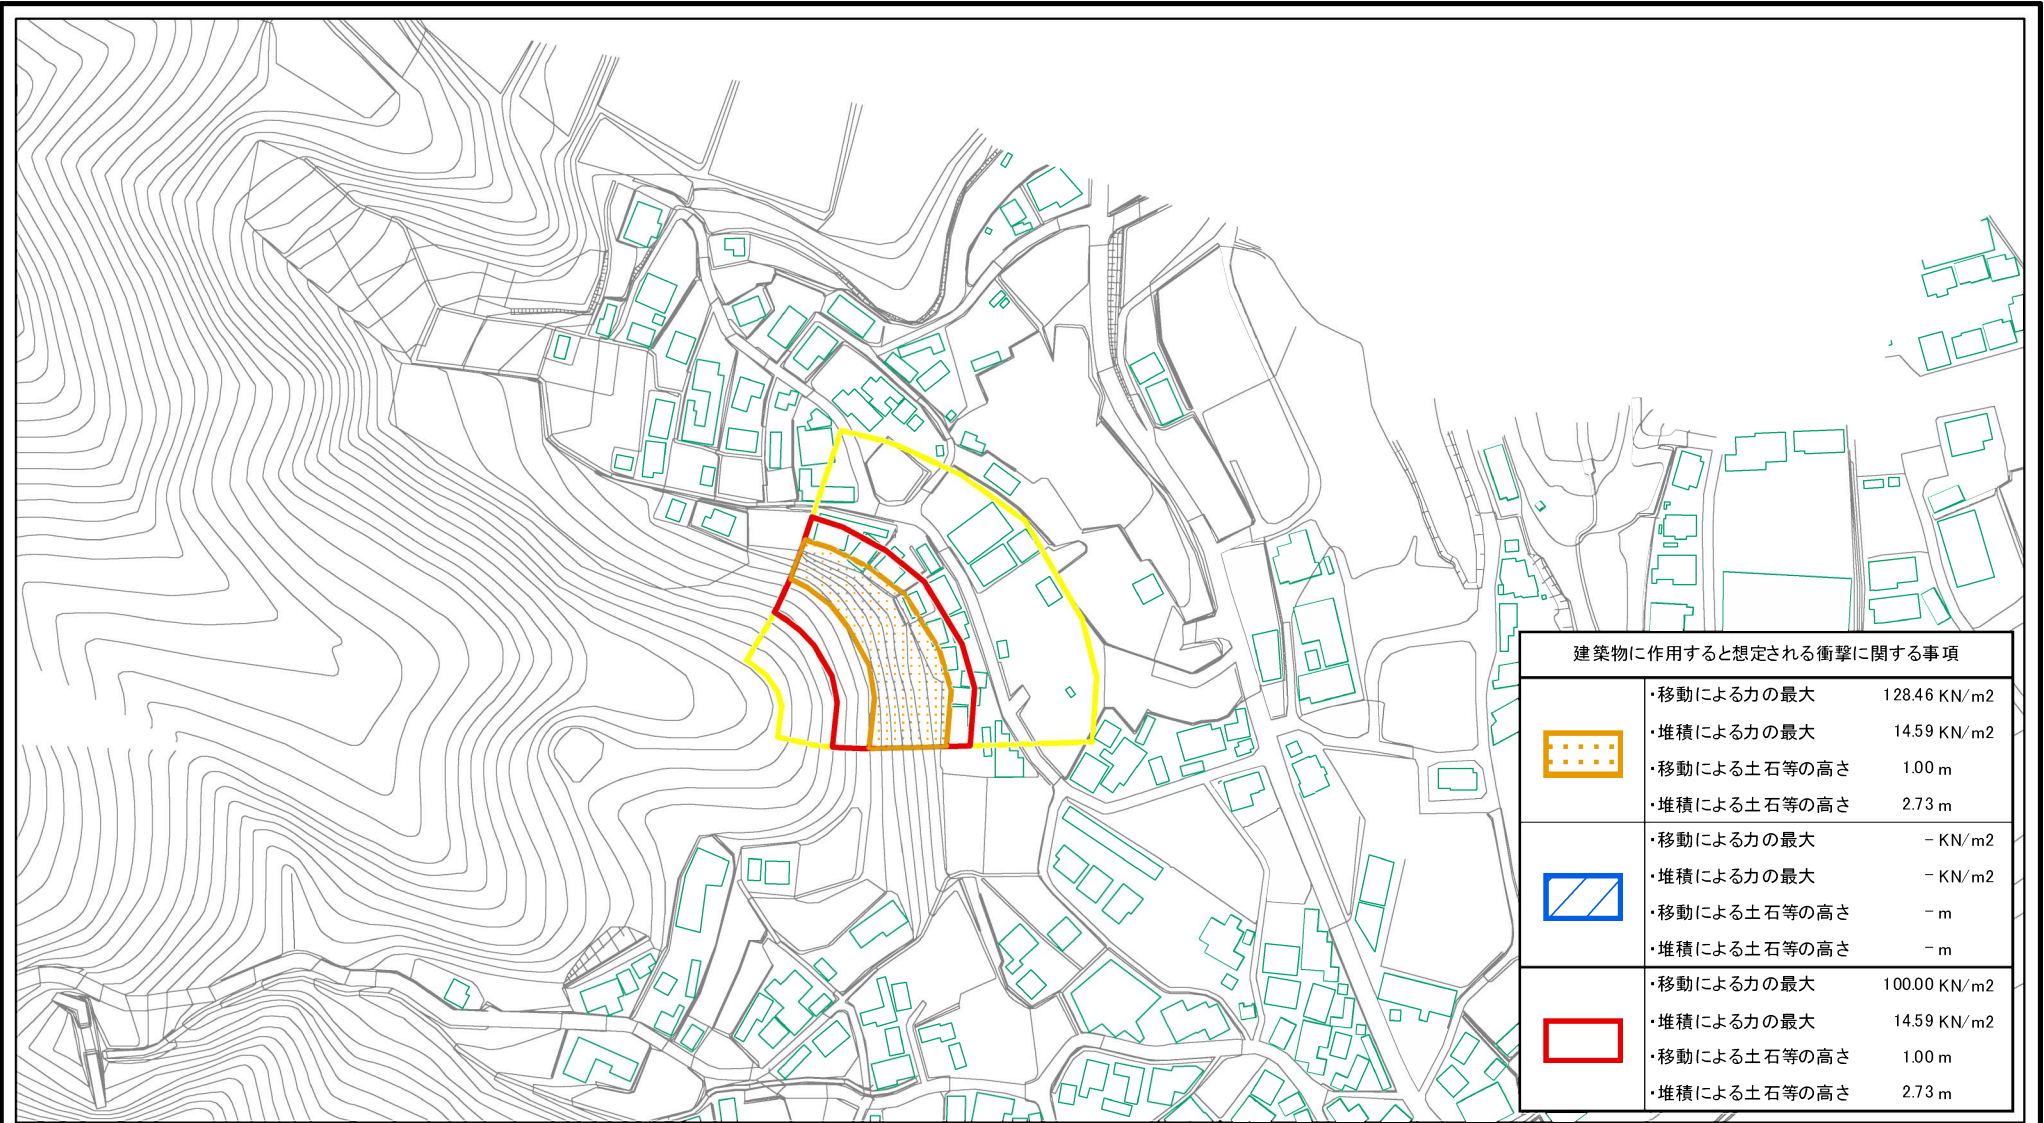 建築物に作用すると想定される衝撃に関する事項
・移動による力の最大 128.46 KN/m2
・堆積による力の最大 14.59 KN/m2
・移動による土石等の高さ 1.00 m
・堆積による土石等の高さ 2.73 m
・移動による力の最大 - KN/m2
・堆積による力の最大 - KN/m2
・移動による土石等の高さ - m
・堆積による土石等の高さ - m
・移動による力の最大 100.00 KN/m2
・堆積による力の最大 14.59 KN/m2
・移動による土石等の高さ 1.00 m
・堆積による土石等の高さ 2.73 m